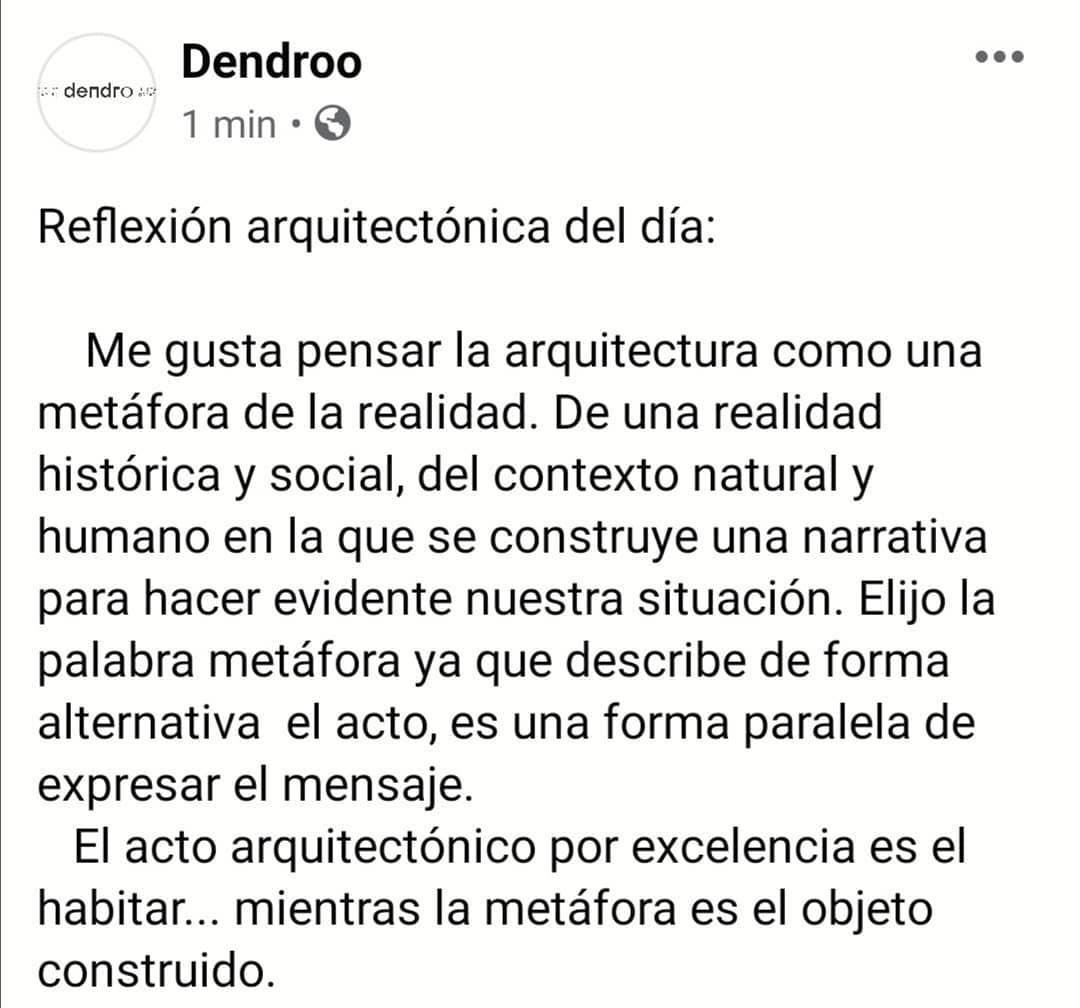 dendro
Dendroo
1 min •
Reflexión arquitectónica del día:
Me gusta pensar la arquitectura como una
metáfora de la realidad. De una realidad
histórica y social, del contexto natural y
humano en la que se construye una narrativa
para hacer evidente nuestra situación. Elijo la
palabra metáfora ya que describe de forma
alternativa  el acto, es una forma paralela de
expresar el mensaje.
El acto arquitectónico por excelencia es el
habitar... mientras la metáfora es el objeto
construido.